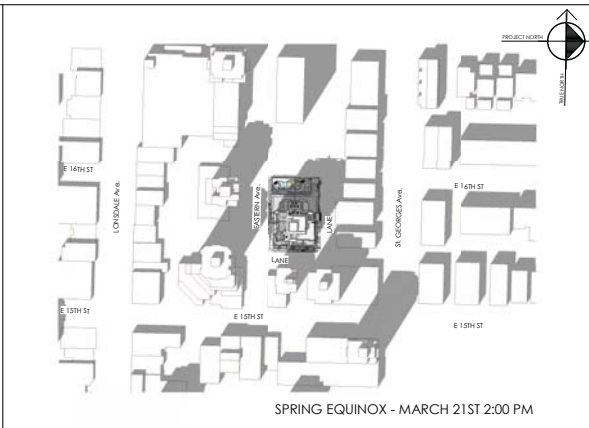 PROJECT NORTH
TRUE NORTH
E 16TH ST
LONSDALE Ave.
EASTERN Ave.
LANE
LANE
ST. GEORGES Ave.
E 16TH ST
E 15TH ST
E 15TH ST
E 15TH ST
SPRING EQUINOX - MARCH 21ST 2:00 PM